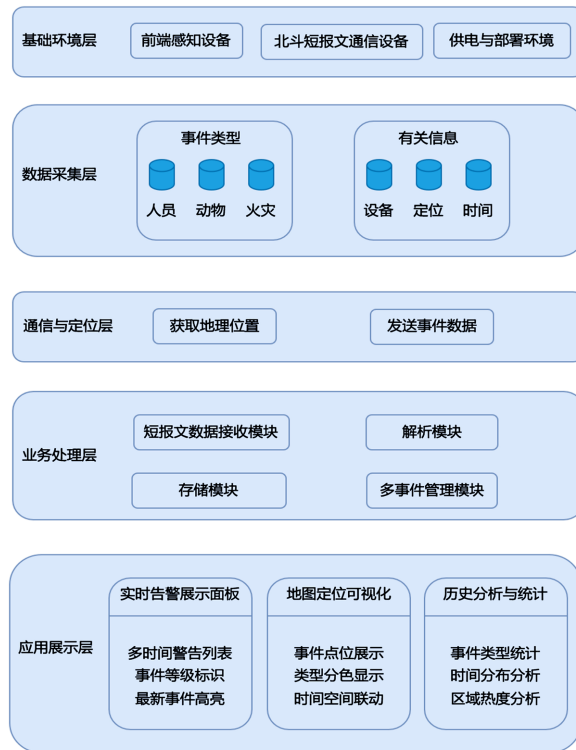 基础环境层
前端感知设备
北斗短报文通信设备
供电与部署环境
数据采集层
事件类型
人员 动物 火灾
有关信息
设备 定位 时间
通信与定位层
获取地理位置
发送事件数据
业务处理层
短报文数据接收模块
解析模块
存储模块
多事件管理模块
应用展示层
实时告警展示面板
多时间警告列表
事件等级标识
最新事件高亮
地图定位可视化
事件点位展示
类型分色显示
时间空间联动
历史分析与统计
事件类型统计
时间分布分析
区域热度分析